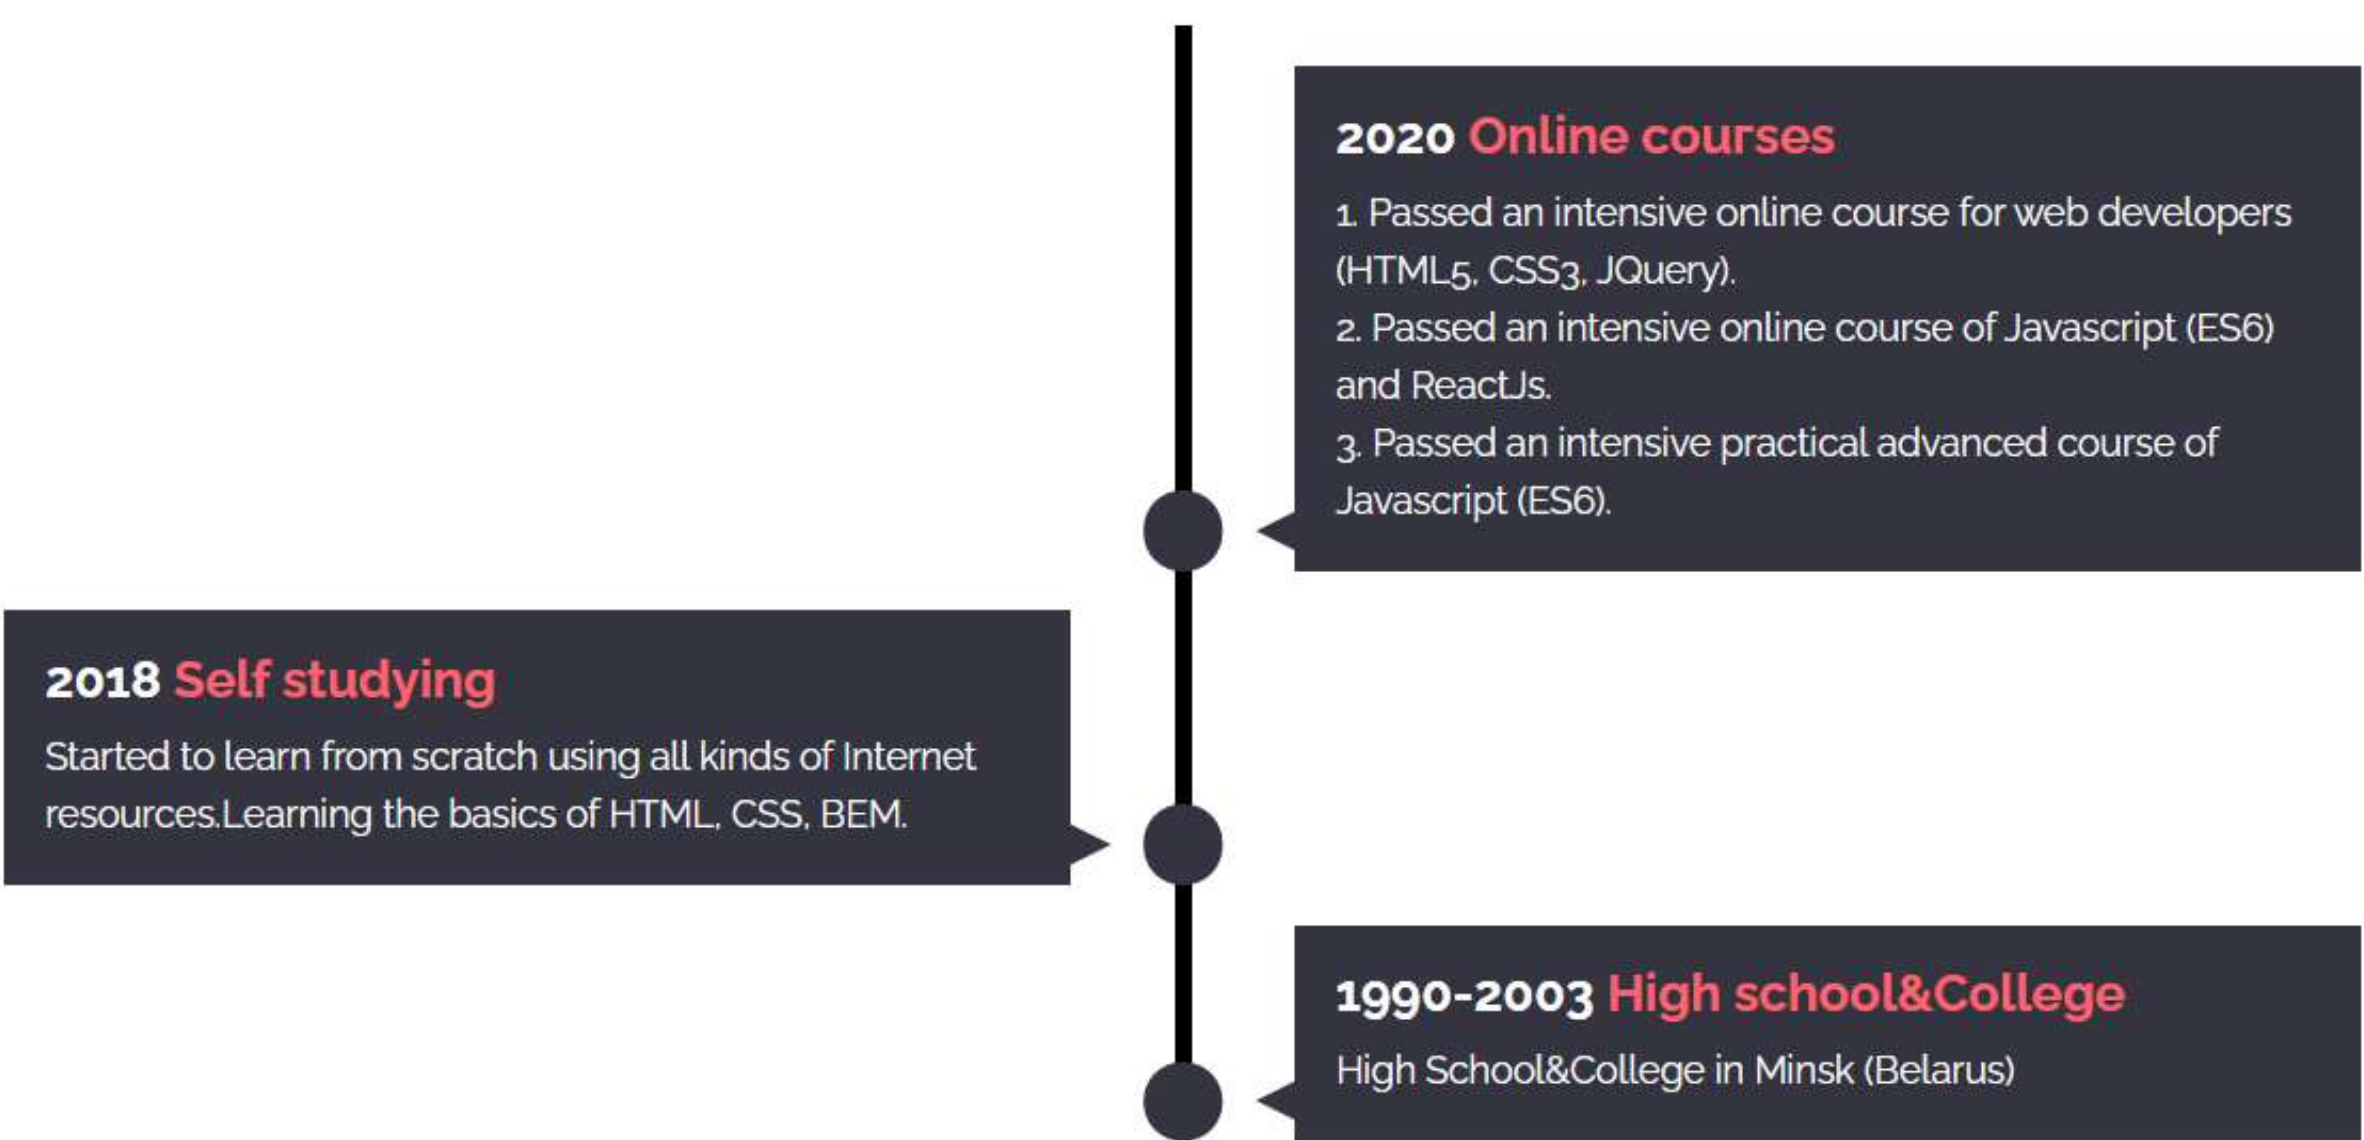 2020 Online courses
1. Passed an intensive online course for web developers
(HTML5, CSS3, JQuery).
2. Passed an intensive online course of Javascript (ES6)
and ReactJs.
3. Passed an intensive practical advanced course of
Javascript (ES6).
2018 Self studying
Started to learn from scratch using all kinds of Internet
resources.Learning the basics of HTML, CSS, BEM.
1990-2003 High school&College
High School&College in Minsk (Belarus)